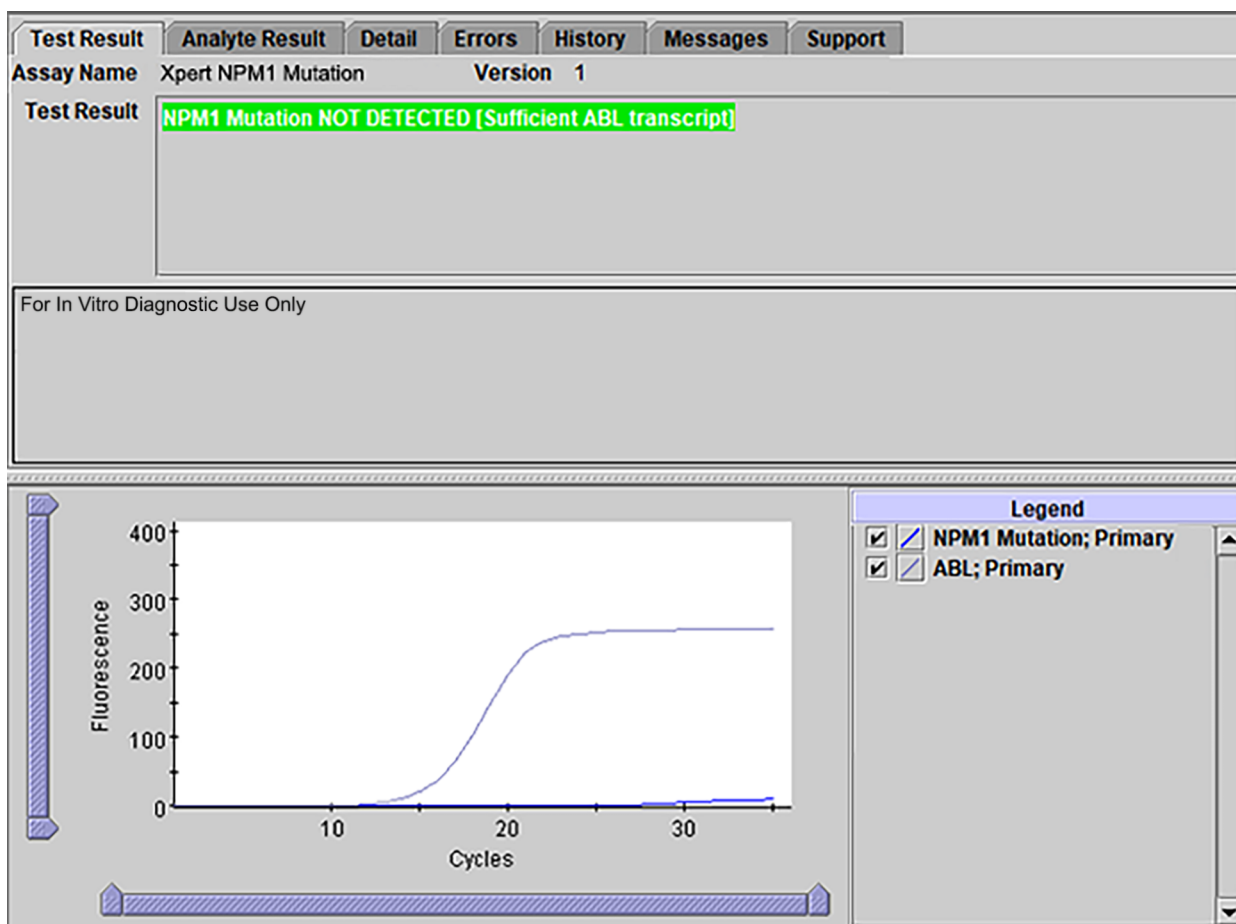 Test Result Analyte Result Detail Errors History Messages Support
Assay Name Xpert NPM1 Mutation Version 1
Test Result NPM1 Mutation NOT DETECTED [Sufficient ABL transcript]
For In Vitro Diagnostic Use Only
400
300
200
100
0
Fluorescence
10 20 30
Cycles
Legend
NPM1 Mutation; Primary
ABL; Primary